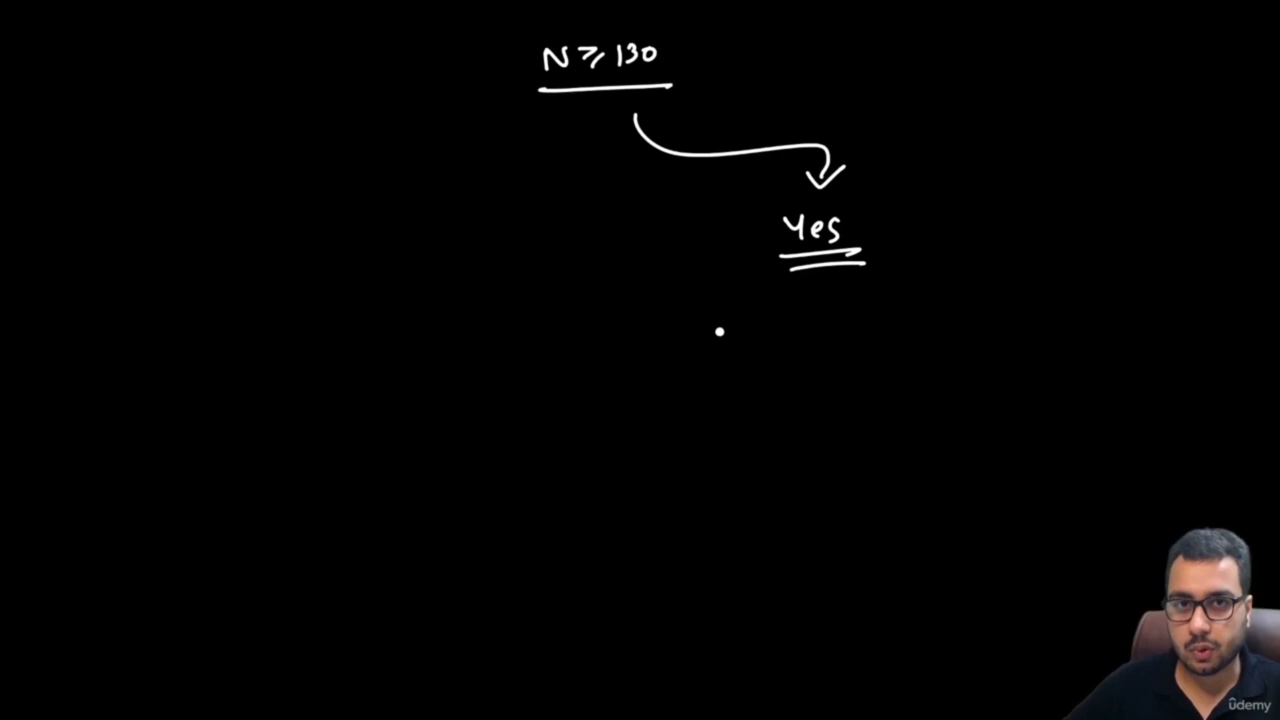 N ⩾ 130
Yes
ûdemy